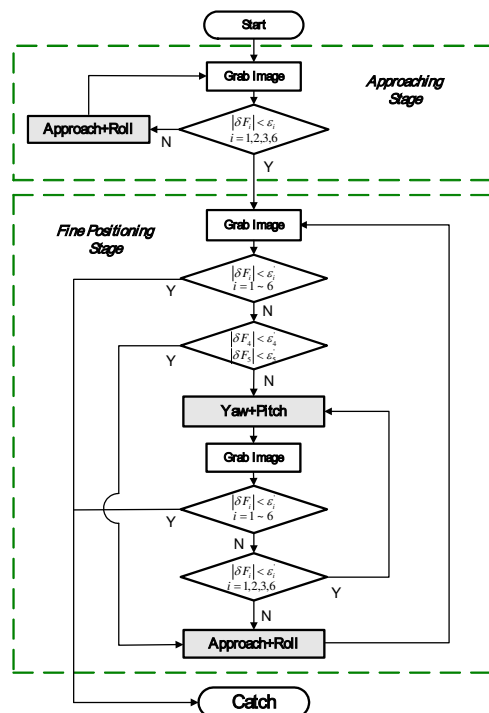 Start
Grab Image
Approaching
Stage
Approach+Roll
N
|δF_i| < ε_i
i = 1,2,3,6
Y
Fine Positioning
Stage
Grab Image
|δF_i| < ε_i'
i = 1 ~ 6
Y
N
|δF_4| < ε_4'
|δF_5| < ε_5'
Y
N
Yaw+Pitch
Grab Image
|δF_i| < ε_i'
i = 1 ~ 6
Y
N
|δF_i| < ε_i'
i = 1,2,3,6
Y
N
Approach+Roll
Catch